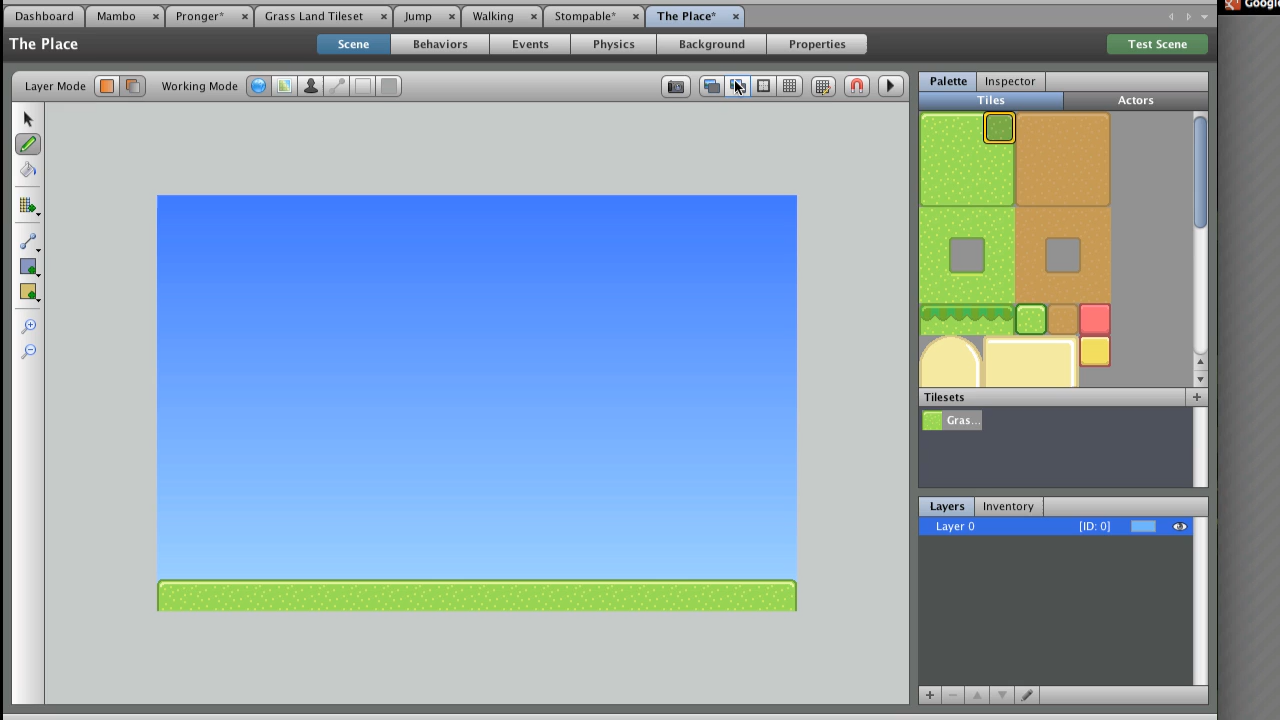 Google
Dashboard Mambo Pronger* Grass Land Tileset Jump Walking Stompable* The Place*
The Place Scene Behaviors Events Physics Background Properties Test Scene
Layer Mode Working Mode
Palette Inspector
Tiles Actors
Tilesets
Gras...
Layers Inventory
Layer 0 [ID: 0]